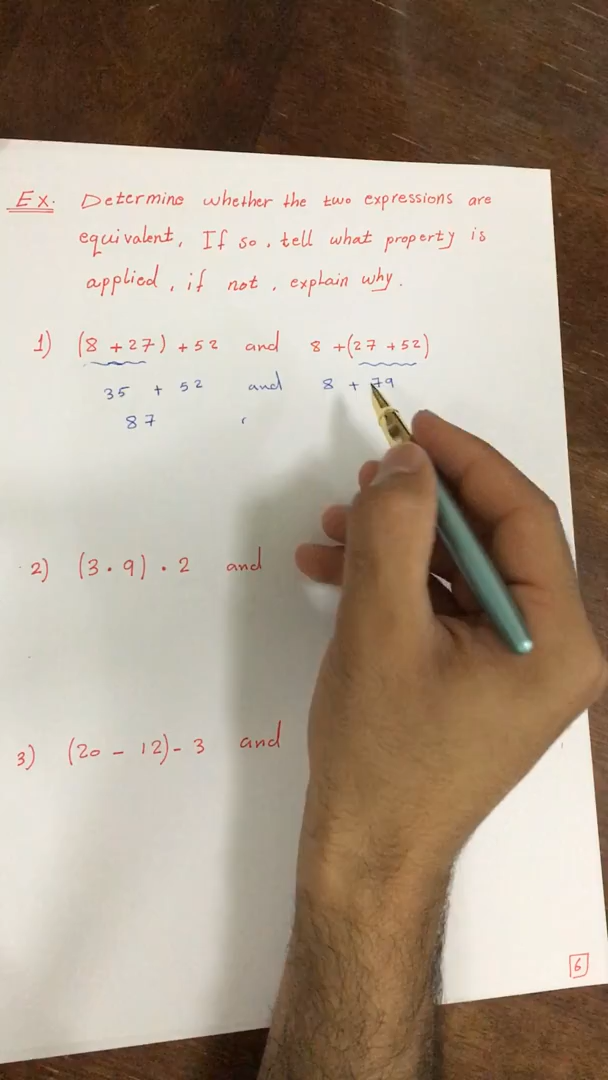 Ex. Determine whether the two expressions are
equivalent, If so, tell what property is
applied, if not, explain why.
1) (8 + 27) + 52 and 8 + (27 + 52)
35 + 52 and 8 + 79
87
2) (3 · 9) · 2 and
3) (20 - 12) - 3 and
6